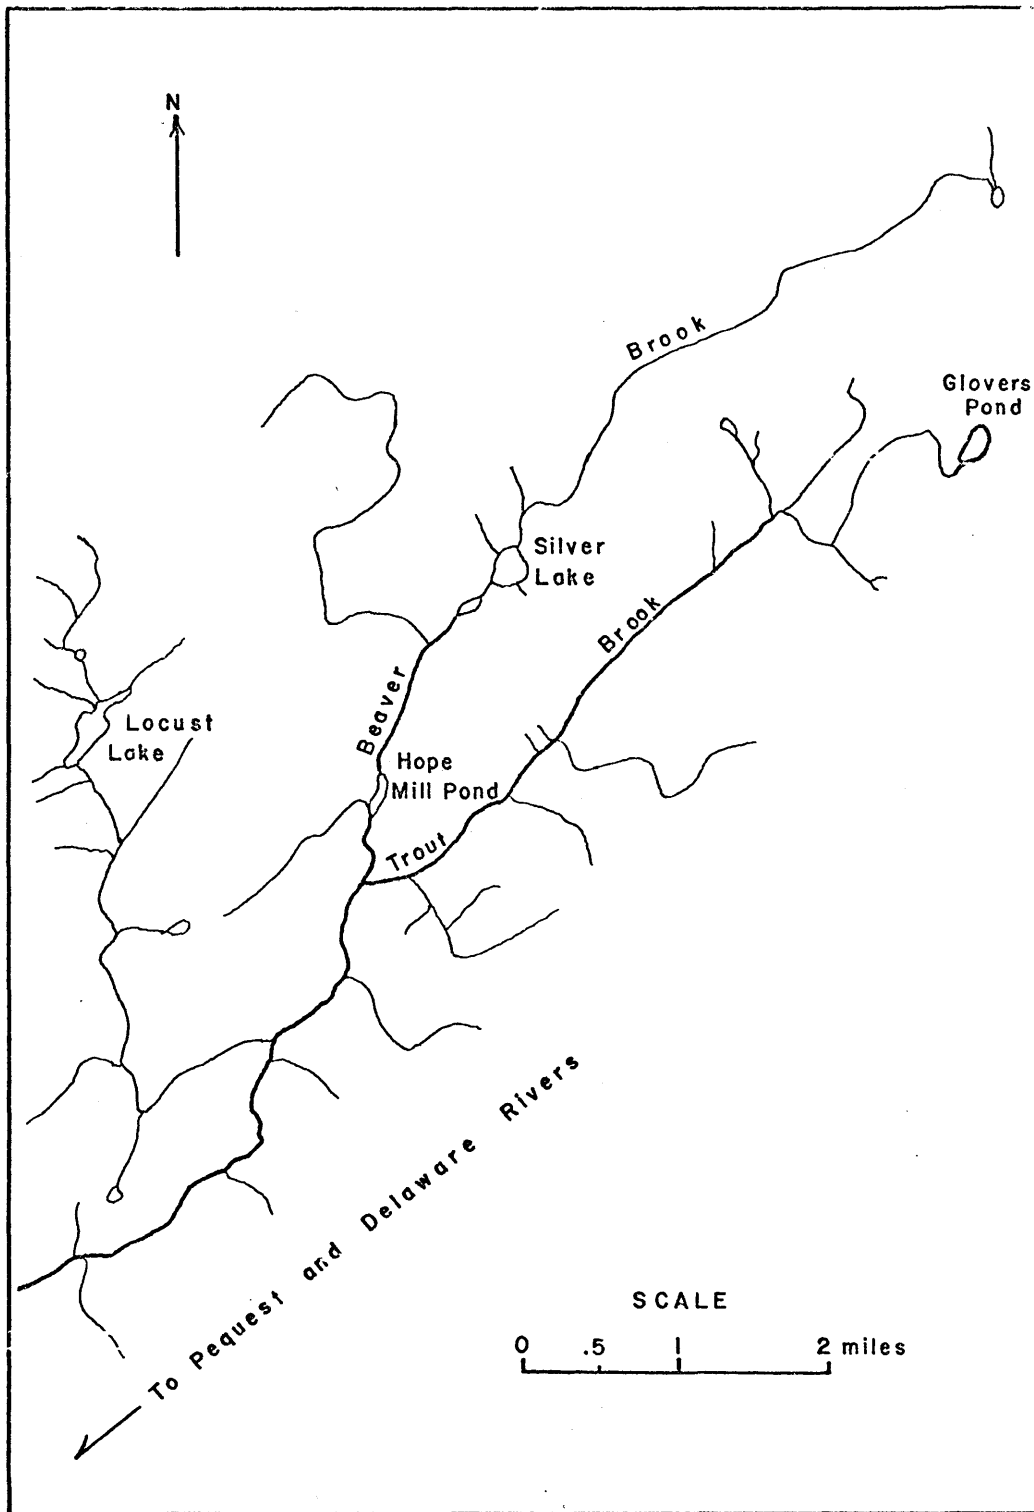 N
Brook
Glovers
Pond
Silver
Lake
Brook
Beaver
Locust
Lake
Hope
Mill Pond
Trout
To Pequest and Delaware Rivers
SCALE
0 .5 1 2 miles